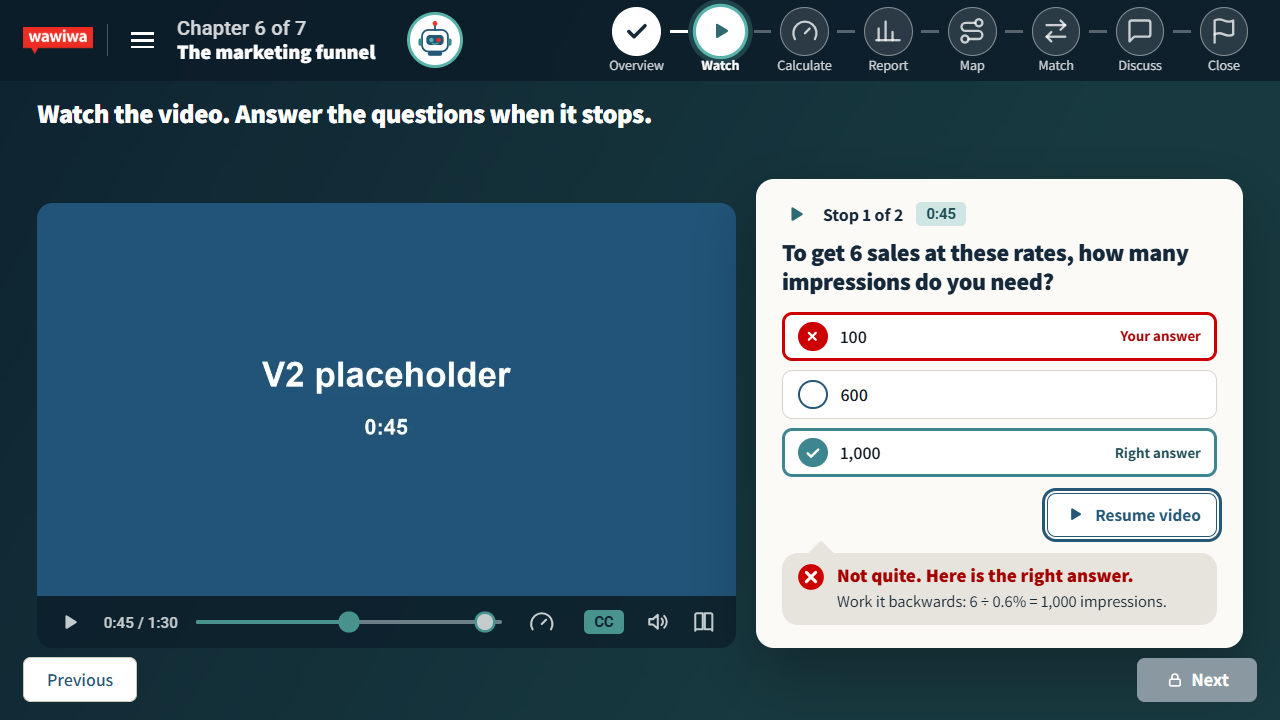 wawiwa
Chapter 6 of 7
The marketing funnel
Overview
Watch
Calculate
Report
Map
Match
Discuss
Close
Watch the video. Answer the questions when it stops.
V2 placeholder
0:45
0:45 / 1:30
CC
Stop 1 of 2
0:45
To get 6 sales at these rates, how many
impressions do you need?
100
Your answer
600
1,000
Right answer
Resume video
Not quite. Here is the right answer.
Work it backwards: 6 ÷ 0.6% = 1,000 impressions.
Previous
Next